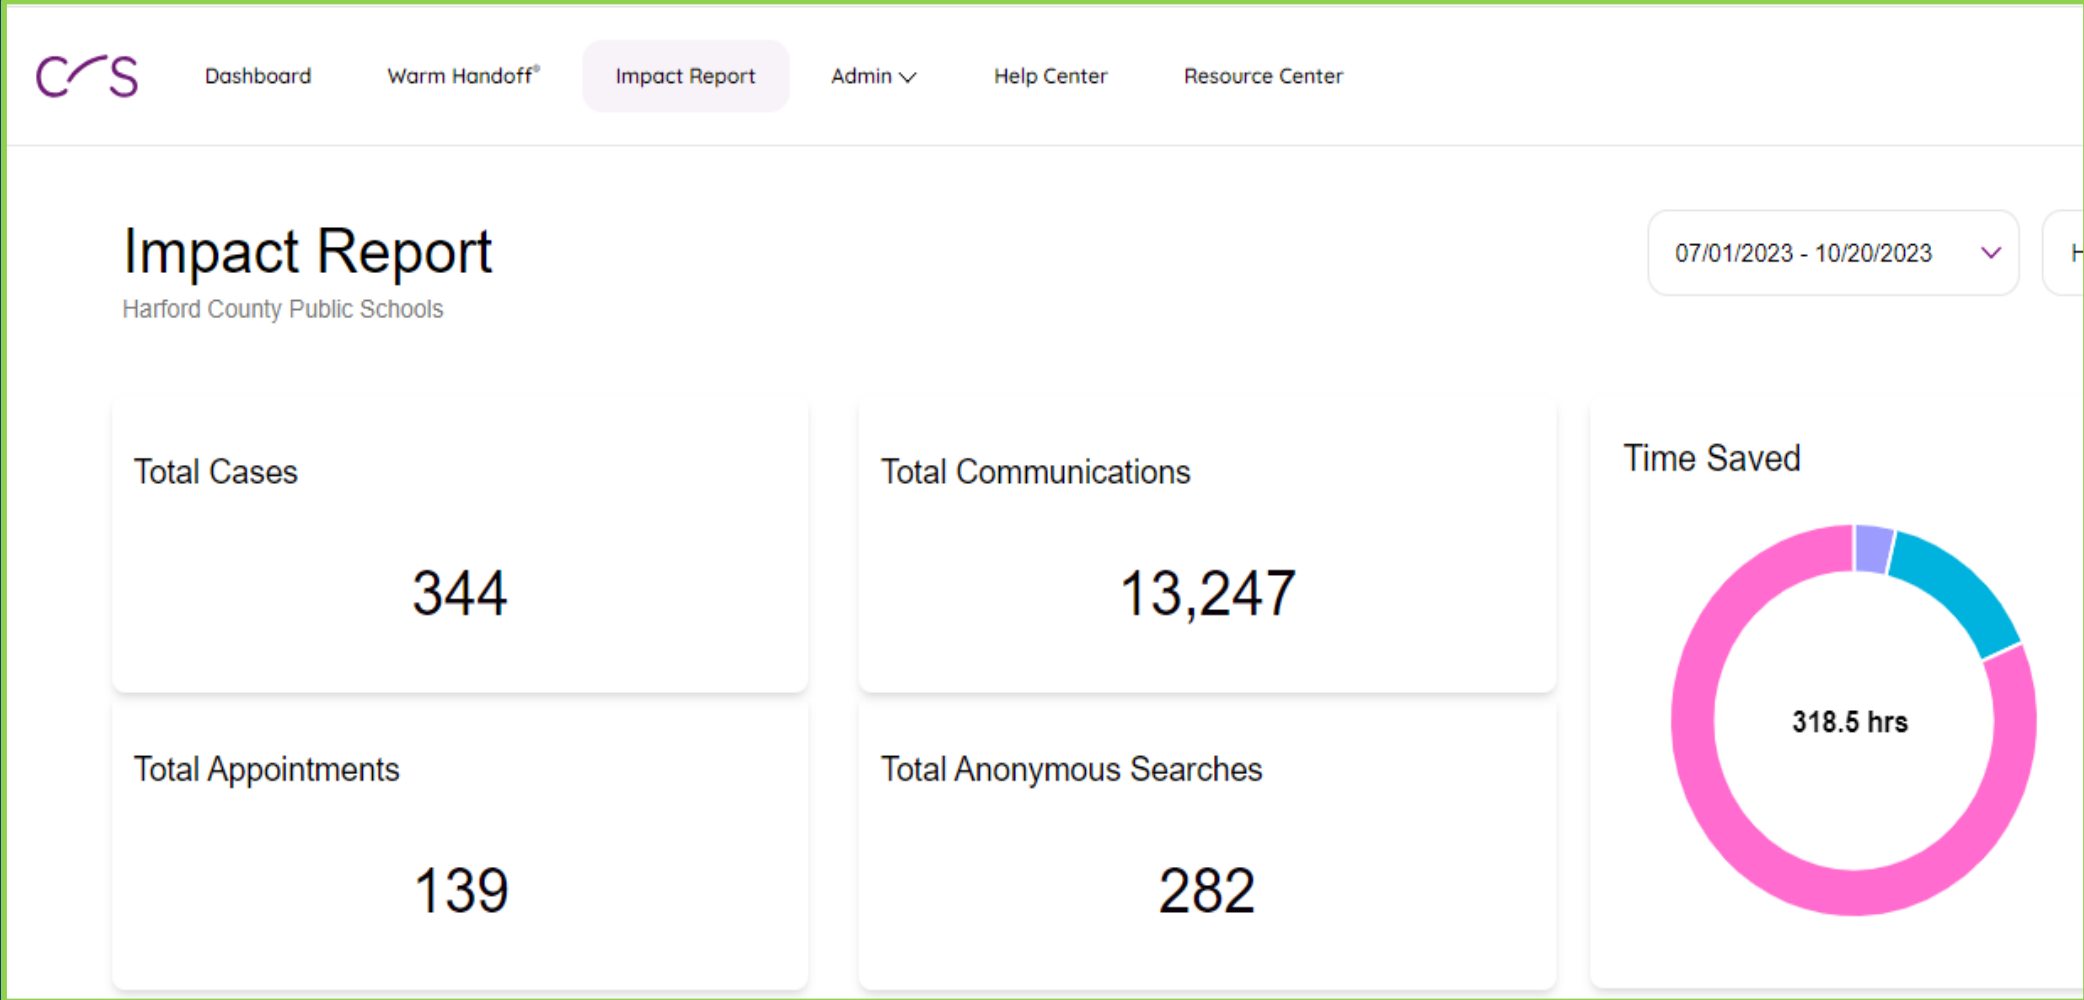 CRS
Dashboard
Warm Handoff®
Impact Report
Admin
Help Center
Resource Center
Impact Report
Harford County Public Schools
07/01/2023 - 10/20/2023
H
Total Cases
344
Total Communications
13,247
Time Saved
318.5 hrs
Total Appointments
139
Total Anonymous Searches
282